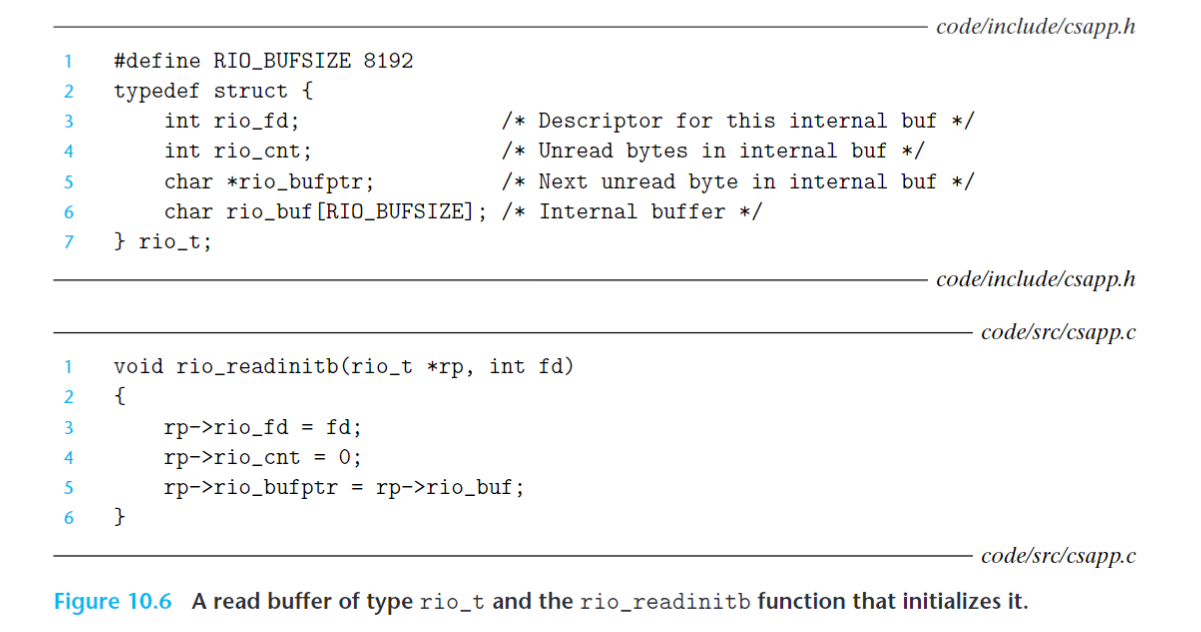 code/include/csapp.h
1 #define RIO_BUFSIZE 8192
2 typedef struct {
3     int rio_fd;                /* Descriptor for this internal buf */
4     int rio_cnt;               /* Unread bytes in internal buf */
5     char *rio_bufptr;          /* Next unread byte in internal buf */
6     char rio_buf[RIO_BUFSIZE]; /* Internal buffer */
7 } rio_t;
code/include/csapp.h
code/src/csapp.c
1 void rio_readinitb(rio_t *rp, int fd)
2 {
3     rp->rio_fd = fd;
4     rp->rio_cnt = 0;
5     rp->rio_bufptr = rp->rio_buf;
6 }
code/src/csapp.c
Figure 10.6 A read buffer of type rio_t and the rio_readinitb function that initializes it.